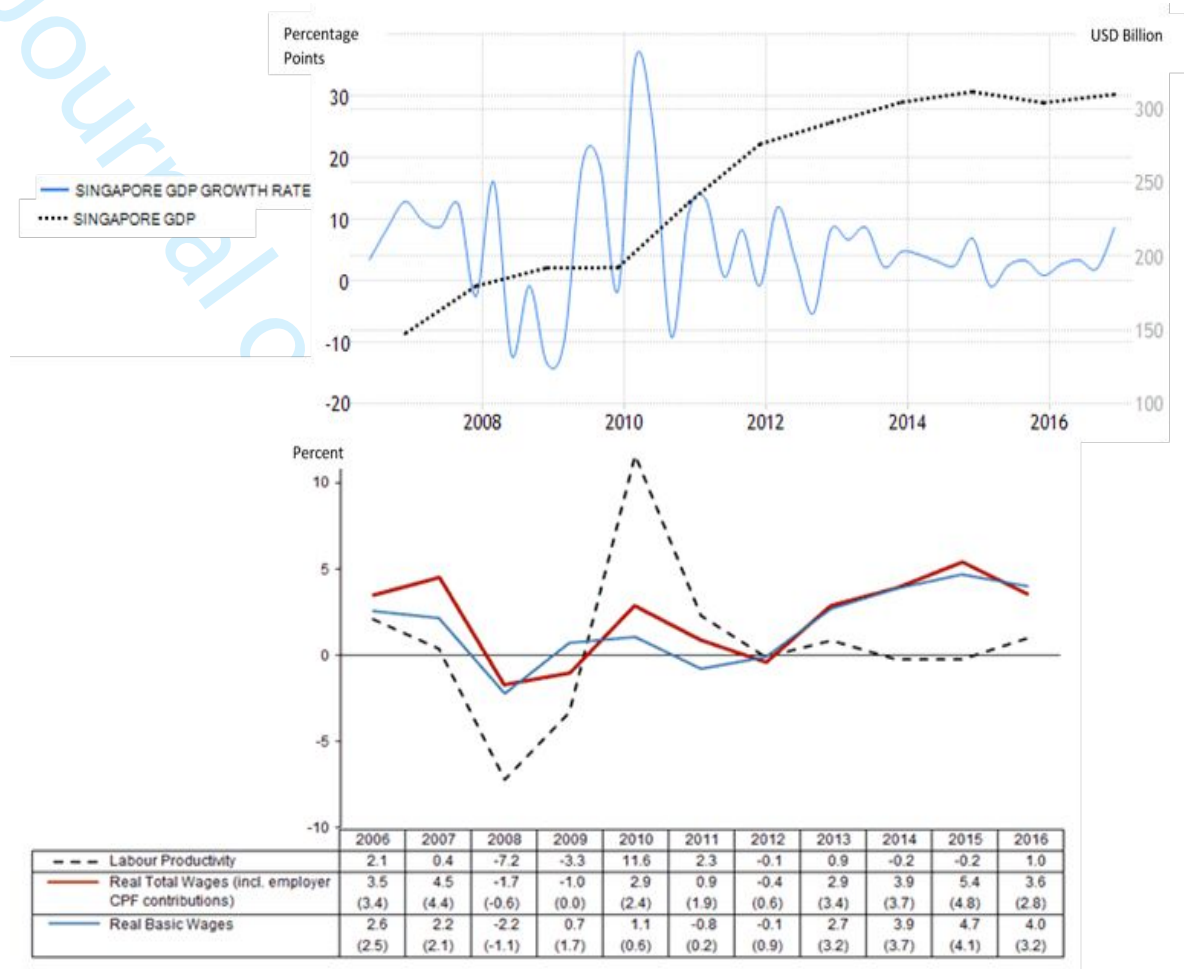 Journal o
Percentage
Points
USD Billion
30
20
10
0
-10
-20
300
250
200
150
100
SINGAPORE GDP GROWTH RATE
SINGAPORE GDP
2008 2010 2012 2014 2016
Percent
10
5
0
-5
-10
2006 2007 2008 2009 2010 2011 2012 2013 2014 2015 2016
Labour Productivity 2.1 0.4 -7.2 -3.3 11.6 2.3 -0.1 0.9 -0.2 -0.2 1.0
Real Total Wages (incl. employer 3.5 4.5 -1.7 -1.0 2.9 0.9 -0.4 2.9 3.9 5.4 3.6
CPF contributions) (3.4) (4.4) (-0.6) (0.0) (2.4) (1.9) (0.6) (3.4) (3.7) (4.8) (2.8)
Real Basic Wages 2.6 2.2 -2.2 0.7 1.1 -0.8 -0.1 2.7 3.9 4.7 4.0
(2.5) (2.1) (-1.1) (1.7) (0.6) (0.2) (0.9) (3.2) (3.7) (4.1) (3.2)